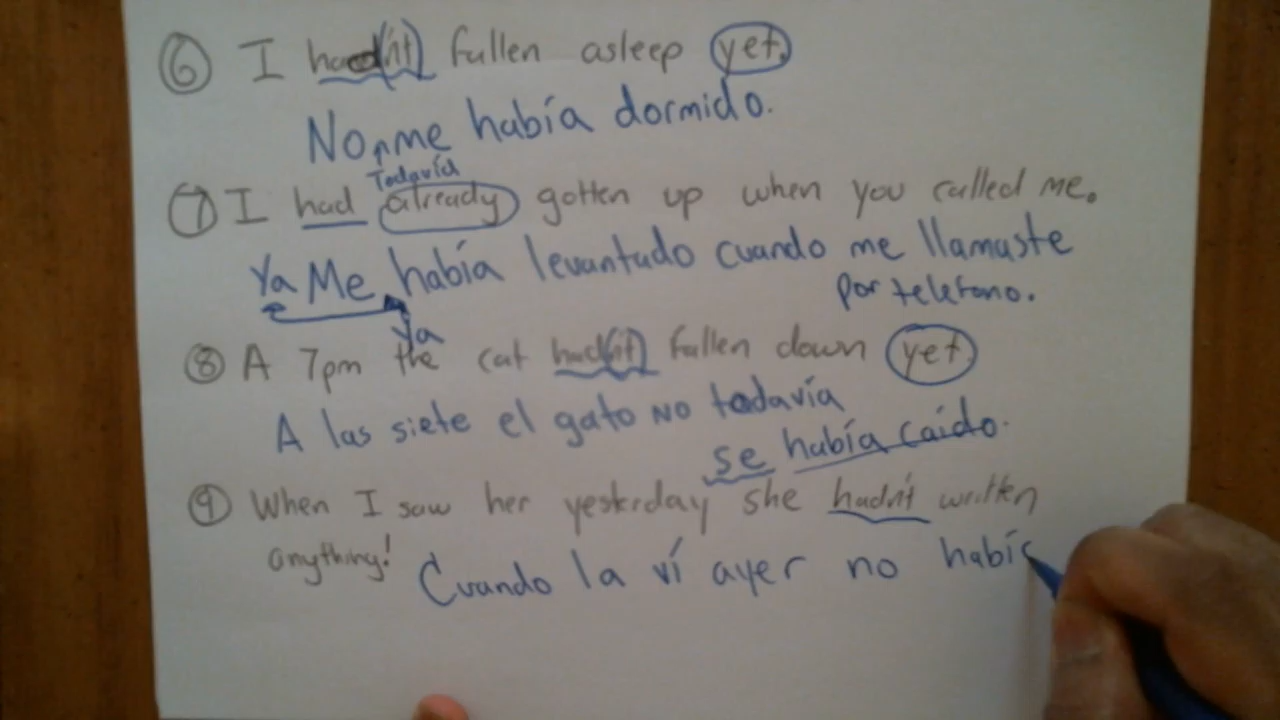 6 I hadn't fallen asleep yet.
No me había dormido.
Todavía
7 I had already gotten up when you called me.
Ya Me había levantado cuando me llamaste
por teléfono.
Ya
8 A 7pm the cat hadn't fallen down yet
A las siete el gato no todavía
se había caído.
9 When I saw her yesterday she hadn't written
anything!
Cuando la ví ayer no habí